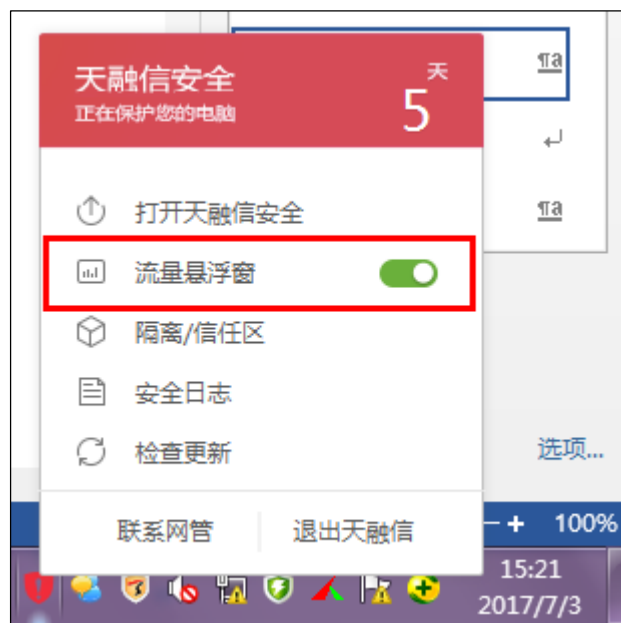 天融信安全
正在保护您的电脑
天
5
打开天融信安全
流量悬浮窗
隔离/信任区
安全日志
检查更新
联系网管
退出天融信
¶a
↵
¶a
选项...
100%
15:21
2017/7/3